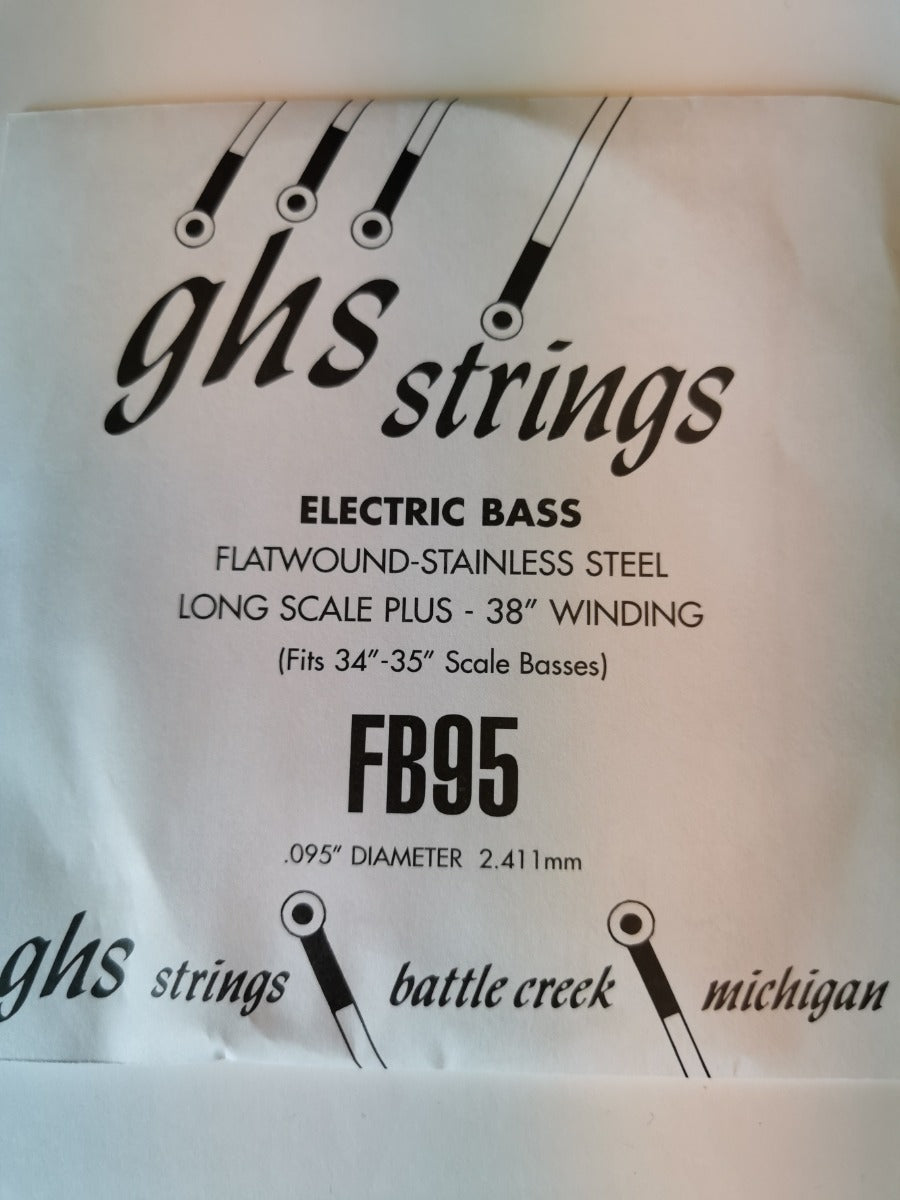 ghs strings
ELECTRIC BASS
FLATWOUND-STAINLESS STEEL
LONG SCALE PLUS - 38” WINDING
(Fits 34”-35” Scale Basses)
FB95
.095” DIAMETER 2.411mm
ghs strings battle creek michigan